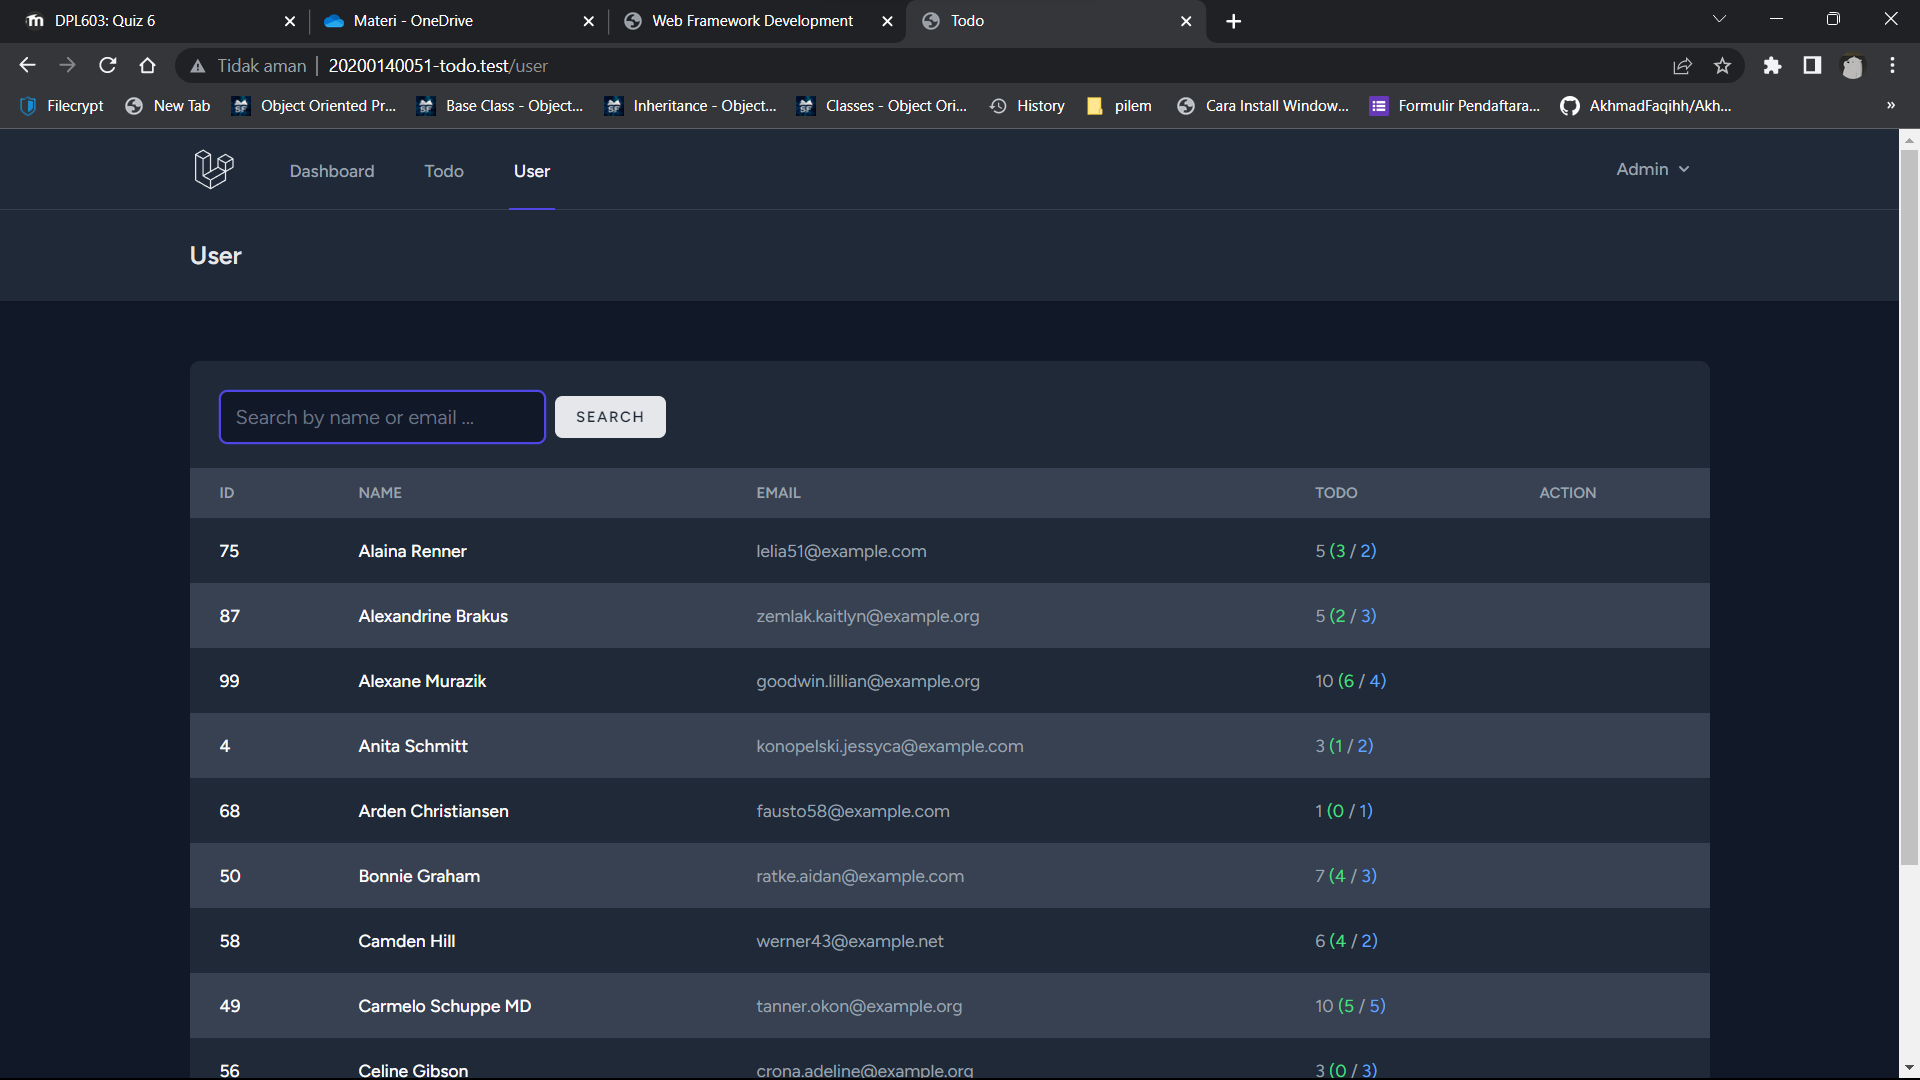 DPL603: Quiz 6
Materi - OneDrive
Web Framework Development
Todo
Tidak aman
20200140051-todo.test/user
Filecrypt
New Tab
Object Oriented Pr...
Base Class - Object...
Inheritance - Object...
Classes - Object Ori...
History
pilem
Cara Install Window...
Formulir Pendaftara...
AkhmadFaqihh/Akh...
»
Dashboard
Todo
User
Admin
User
Search by name or email ...
SEARCH
ID NAME EMAIL TODO ACTION
75 Alaina Renner lelia51@example.com 5 (3 / 2)
87 Alexandrine Brakus zemlak.kaitlyn@example.org 5 (2 / 3)
99 Alexane Murazik goodwin.lillian@example.org 10 (6 / 4)
4 Anita Schmitt konopelski.jessyca@example.com 3 (1 / 2)
68 Arden Christiansen fausto58@example.com 1 (0 / 1)
50 Bonnie Graham ratke.aidan@example.com 7 (4 / 3)
58 Camden Hill werner43@example.net 6 (4 / 2)
49 Carmelo Schuppe MD tanner.okon@example.org 10 (5 / 5)
56 Celine Gibson crona.adeline@example.org 3 (0 / 3)